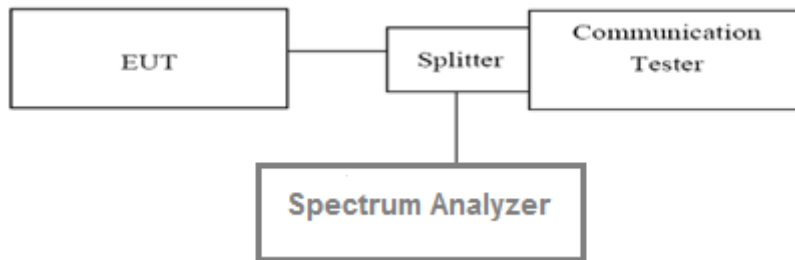 EUT
Splitter
Communication
Tester
Spectrum Analyzer